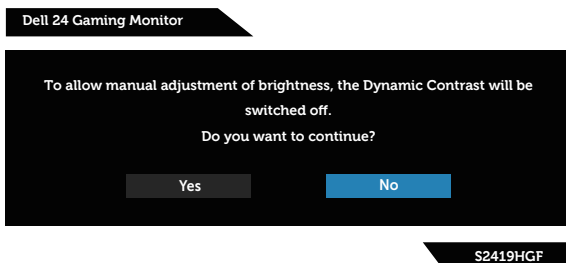 Dell 24 Gaming Monitor
To allow manual adjustment of brightness, the Dynamic Contrast will be
switched off.
Do you want to continue?
Yes No
S2419HGF